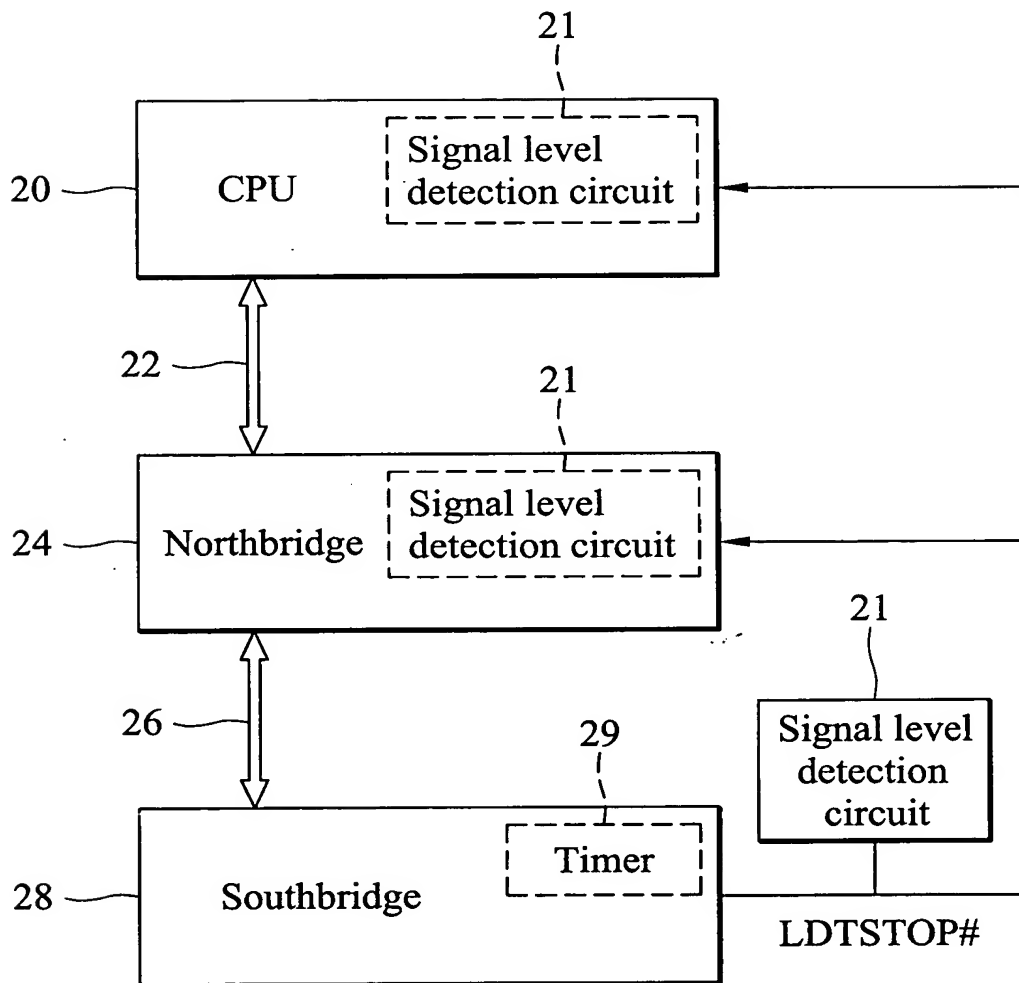 21
Signal level
detection circuit
20
CPU
22
21
Signal level
detection circuit
24
Northbridge
21
26
Signal level
detection
circuit
29
Timer
28
Southbridge
LDTSTOP#